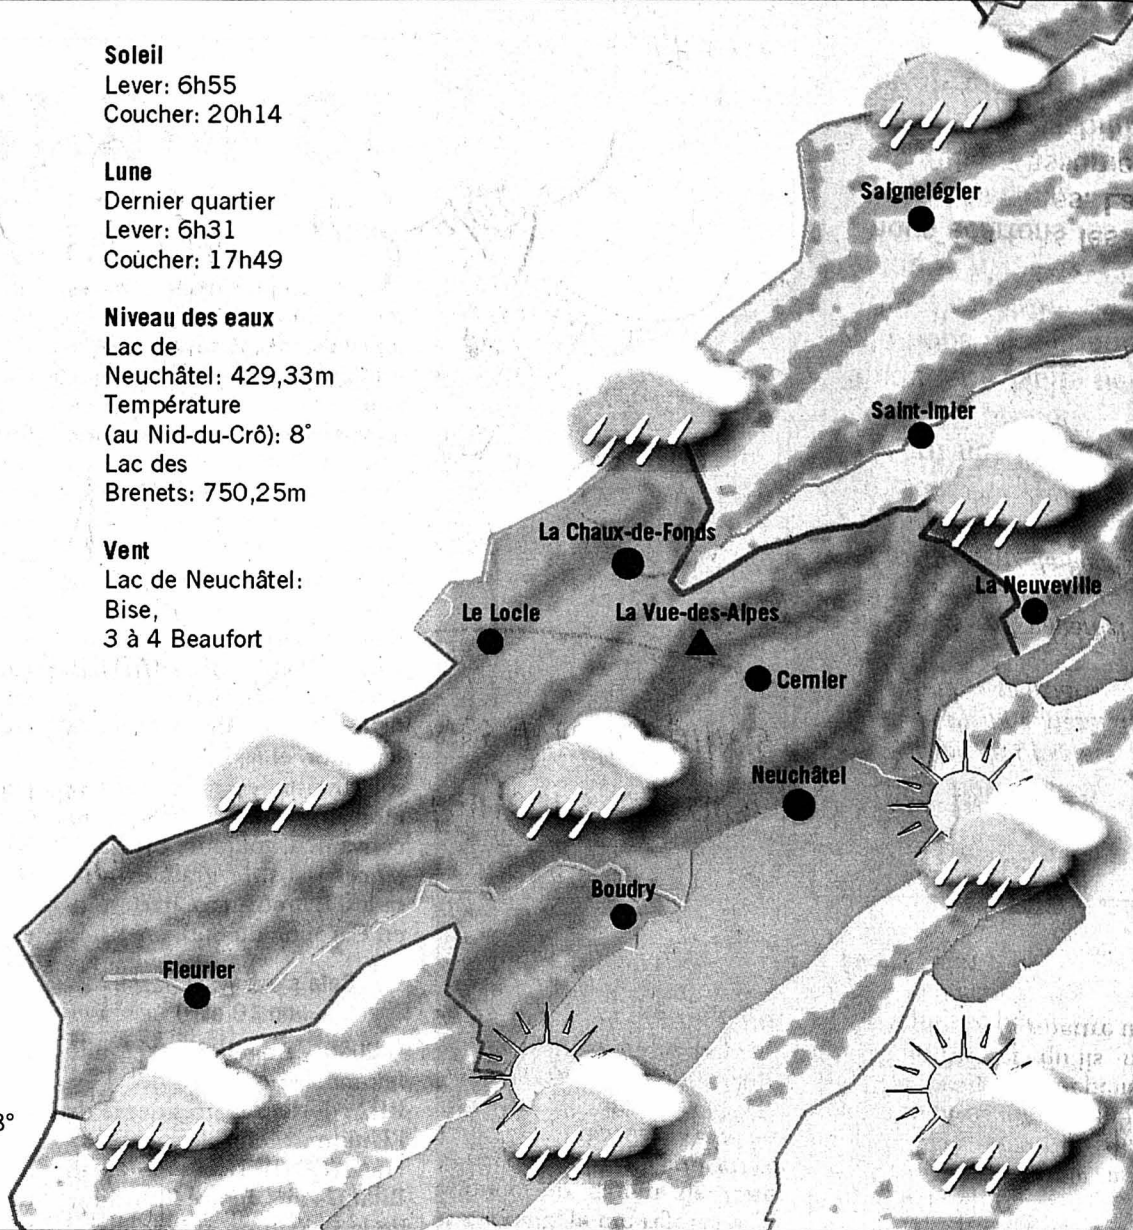 Soleil
Lever: 6h55
Coucher: 20h14
Lune
Dernier quartier
Lever: 6h31
Coucher: 17h49
Niveau des eaux
Lac de
Neuchâtel: 429,33m
Température
(au Nid-du-Crô): 8°
Lac des
Brenets: 750,25m
Vent
Lac de Neuchâtel:
Bise,
3 à 4 Beaufort
Saignelégier
Saint-Imier
La Chaux-de-Fonds
La Neuveville
Le Locle
La Vue-des-Alpes
Cernier
Neuchâtel
Boudry
Fleurier